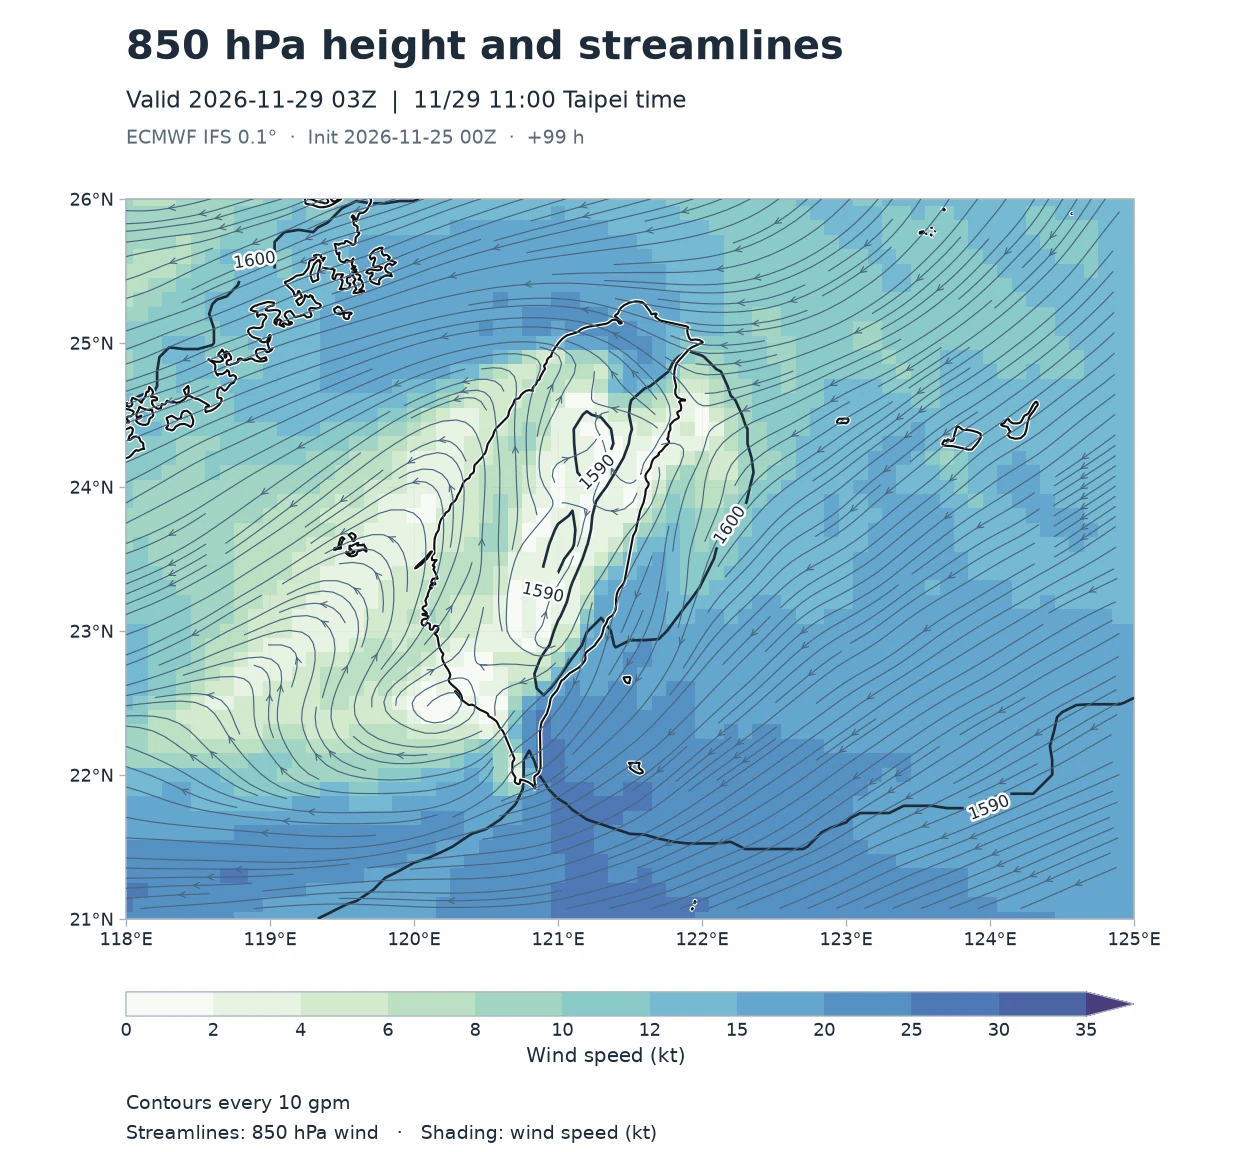 850 hPa height and streamlines
Valid 2026-11-29 03Z | 11/29 11:00 Taipei time
ECMWF IFS 0.1° · Init 2026-11-25 00Z · +99 h
26°N
25°N
24°N
23°N
22°N
21°N
1600
1590
1600
1590
1590
118°E 119°E 120°E 121°E 122°E 123°E 124°E 125°E
0 2 4 6 8 10 12 15 20 25 30 35
Wind speed (kt)
Contours every 10 gpm
Streamlines: 850 hPa wind · Shading: wind speed (kt)